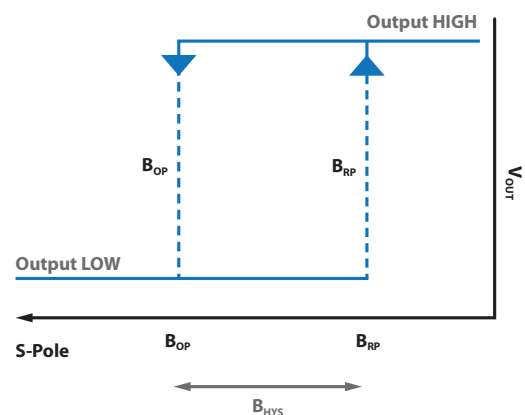 Output HIGH
B_OP
B_RP
V_OUT
Output LOW
S-Pole
B_OP
B_RP
B_HYS